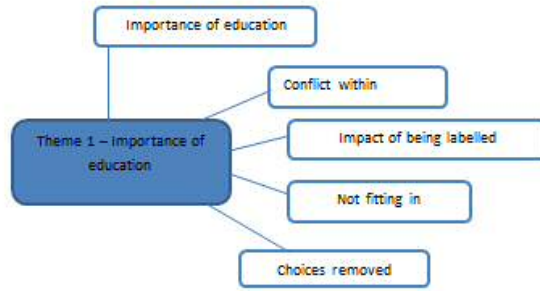 Importance of education
Conflict within
Theme 1 – Importance of
education
Impact of being labelled
Not fitting in
Choices removed